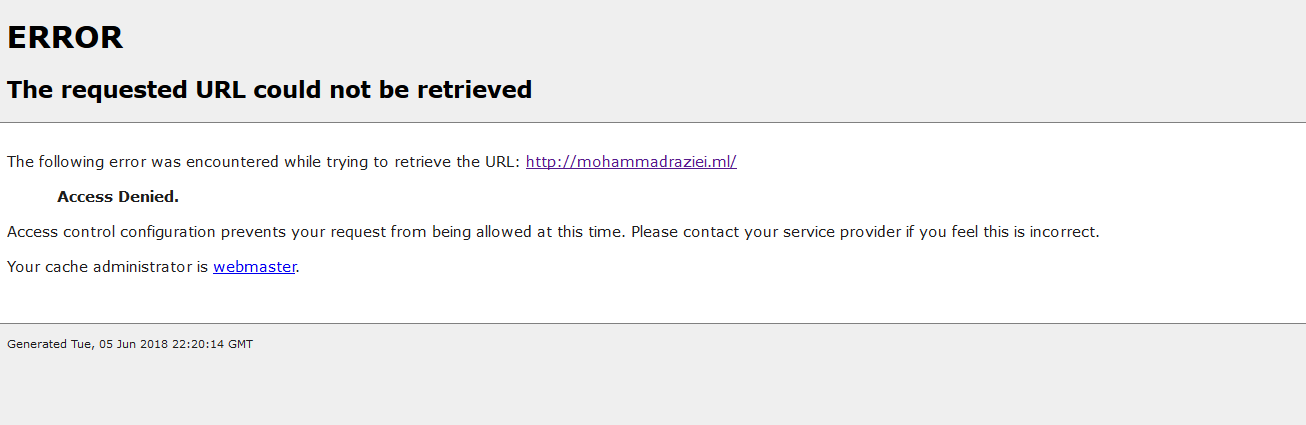 ERROR
The requested URL could not be retrieved
The following error was encountered while trying to retrieve the URL: http://mohammadraziei.ml/
Access Denied.
Access control configuration prevents your request from being allowed at this time. Please contact your service provider if you feel this is incorrect.
Your cache administrator is webmaster.
Generated Tue, 05 Jun 2018 22:20:14 GMT